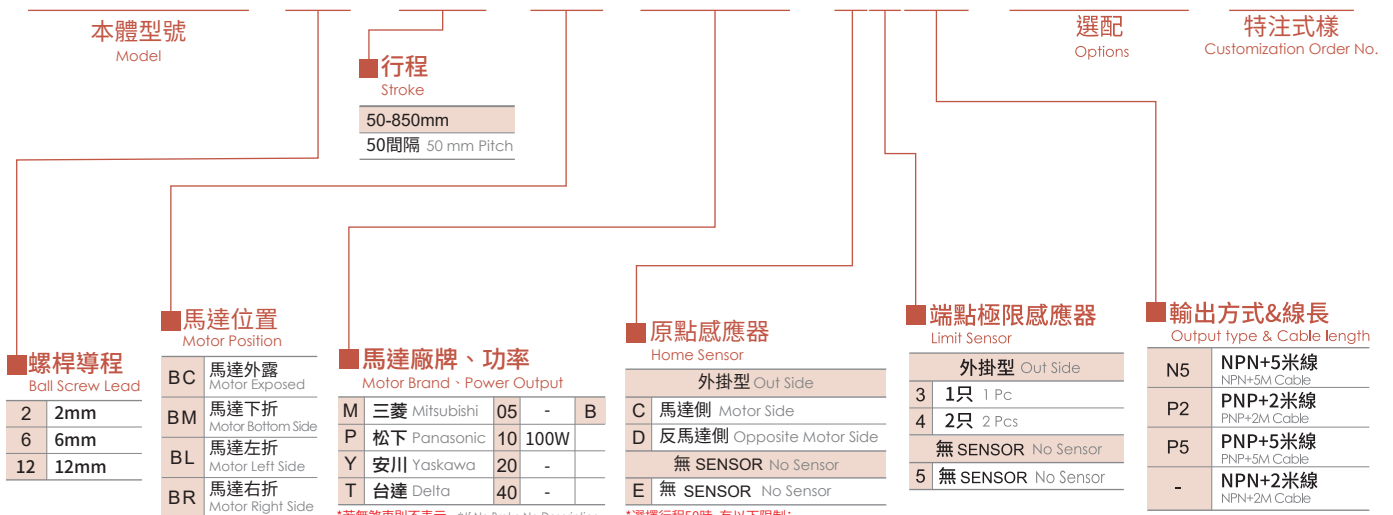 本體型號
Model
選配
Options
特注式樣
Customization Order No.
■行程
Stroke
50-850mm
50間隔 50 mm Pitch
■螺桿導程
Ball Screw Lead
2 2mm
6 6mm
12 12mm
■馬達位置
Motor Position
BC 馬達外露
Motor Exposed
BM 馬達下折
Motor Bottom Side
BL 馬達左折
Motor Left Side
BR 馬達右折
Motor Right Side
■馬達廠牌、功率
Motor Brand、Power Output
M 三菱 Mitsubishi 05 - B
P 松下 Panasonic 10 100W
Y 安川 Yaskawa 20 -
T 台達 Delta 40 -
■原點感應器
Home Sensor
外掛型 Out Side
C 馬達側 Motor Side
D 反馬達側 Opposite Motor Side
無 SENSOR No Sensor
E 無 SENSOR No Sensor
■端點極限感應器
Limit Sensor
外掛型 Out Side
3 1只 1 Pc
4 2只 2 Pcs
無 SENSOR No Sensor
5 無 SENSOR No Sensor
■輸出方式&線長
Output type & Cable length
N5 NPN+5米線
NPN+5M Cable
P2 PNP+2米線
PNP+2M Cable
P5 PNP+5米線
PNP+5M Cable
- NPN+2米線
NPN+2M Cable